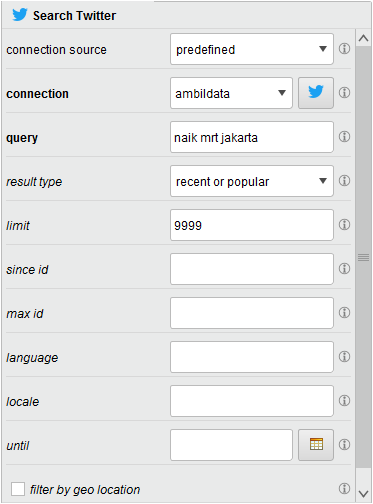 Search Twitter
connection source predefined
connection ambildata
query naik mrt jakarta
result type recent or popular
limit 9999
since id
max id
language
locale
until
filter by geo location